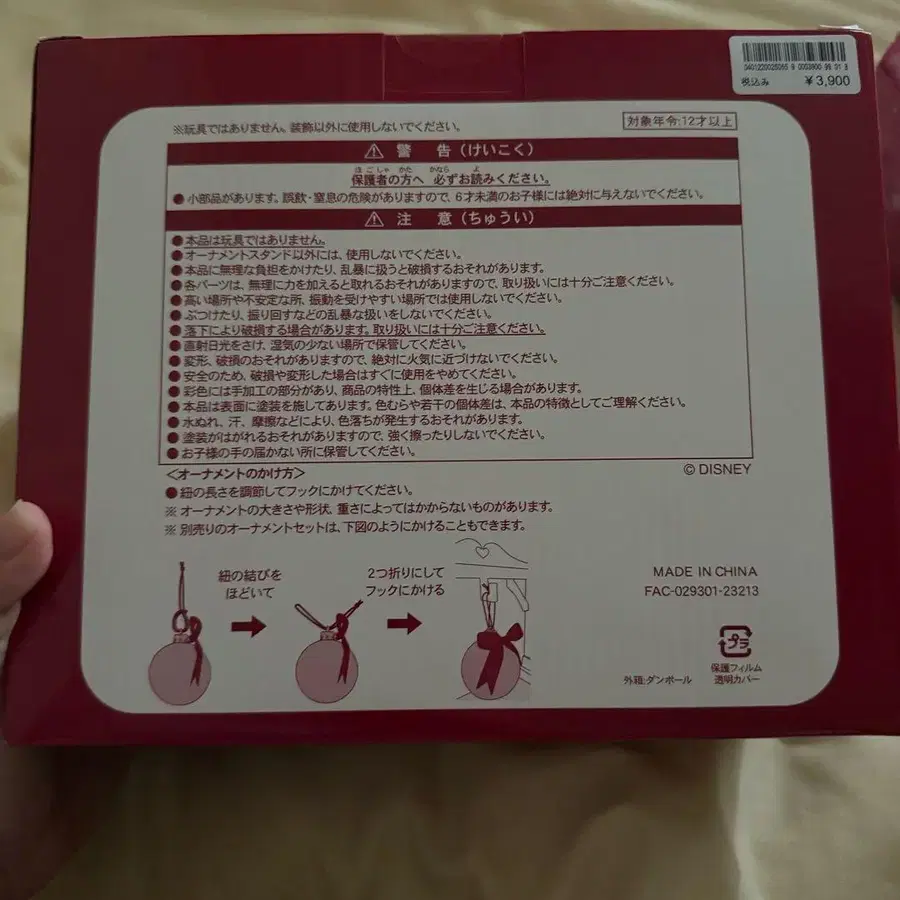 税込み ￥3,900
※玩具ではありません。装飾以外に使用しないでください。
対象年令:12才以上
⚠ 警 告（けいこく）
保護者の方へ 必ずお読みください。
●小部品があります。誤飲・窒息の危険がありますので、6才未満のお子様には絶対に与えないでください。
⚠ 注 意（ちゅうい）
●本品は玩具ではありません。
●オーナメントスタンド以外には、使用しないでください。
●本品に無理な負担をかけたり、乱暴に扱うと破損するおそれがあります。
●各パーツは、無理に力を加えると取れるおそれがありますので、取り扱いには十分ご注意ください。
●高い場所や不安定な所、振動を受けやすい場所では使用しないでください。
●ぶつけたり、振り回すなどの乱暴な扱いをしないでください。
●落下により破損する場合があります。取り扱いには十分ご注意ください。
●直射日光をさけ、湿気の少ない場所で保管してください。
●変形、破損のおそれがありますので、絶対に火気に近づけないでください。
●安全のため、破損や変形した場合はすぐに使用をやめてください。
●彩色には手加工の部分があり、商品の特性上、個体差を生じる場合があります。
●本品は表面に塗装を施してあります。色むらや若干の個体差は、本品の特徴としてご理解ください。
●水ぬれ、汗、摩擦などにより、色落ちが発生するおそれがあります。
●塗装がはがれるおそれがありますので、強く擦ったりしないでください。
●お子様の手の届かない所に保管してください。
© DISNEY
＜オーナメントのかけ方＞
●紐の長さを調節してフックにかけてください。
※ オーナメントの大きさや形状、重さによってはかからないものがあります。
※ 別売りのオーナメントセットは、下図のようにかけることもできます。
紐の結びを
ほどいて
2つ折りにして
フックにかける
MADE IN CHINA
FAC-029301-23213
プラ
外箱:ダンボール
保護フィルム
透明カバー